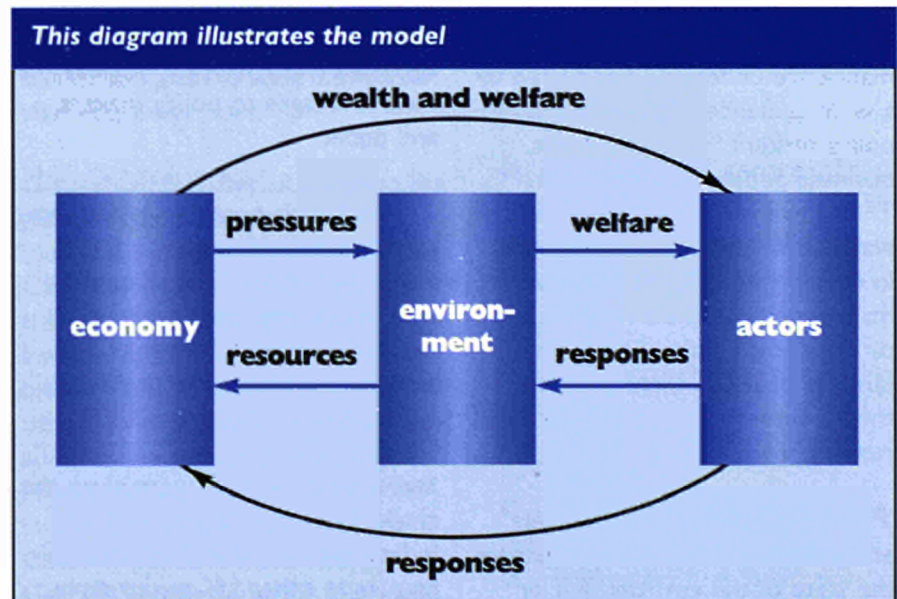 This diagram illustrates the model
wealth and welfare
pressures
welfare
economy
environ-
ment
actors
resources
responses
responses